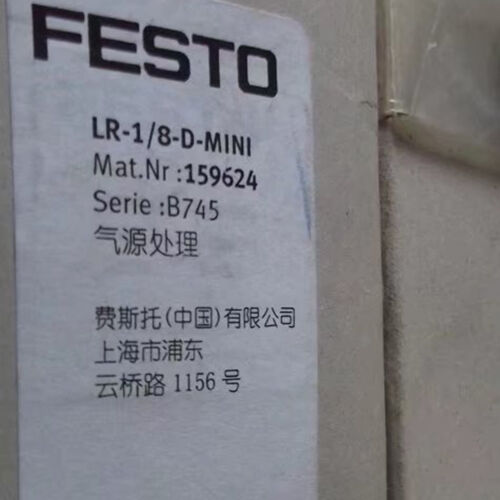 FESTO
LR-1/8-D-MINI
Mat.Nr :159624
Serie :B745
气源处理
费斯托(中国)有限公司
上海市浦东
云桥路 1156 号